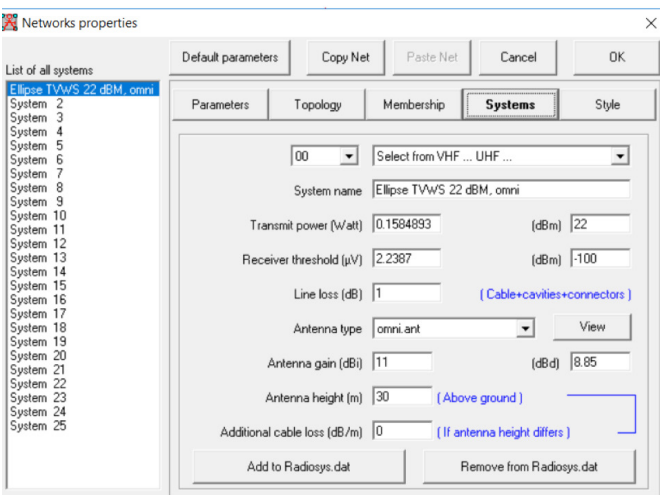 Networks properties
Default parameters
Copy Net
Paste Net
Cancel
OK
List of all systems
Ellipse TVWS 22 dBM, omni
System 2
System 3
System 4
System 5
System 6
System 7
System 8
System 9
System 10
System 11
System 12
System 13
System 14
System 15
System 16
System 17
System 18
System 19
System 20
System 21
System 22
System 23
System 24
System 25
Parameters
Topology
Membership
Systems
Style
00
Select from VHF ... UHF ...
System name Ellipse TVWS 22 dBM, omni
Transmit power (Watt) 0.1584893 (dBm) 22
Receiver threshold (µV) 2.2387 (dBm) -100
Line loss (dB) 1 ( Cable+cavities+connectors )
Antenna type omni.ant View
Antenna gain (dBi) 11 (dBd) 8.85
Antenna height (m) 30 ( Above ground )
Additional cable loss (dB/m) 0 ( If antenna height differs )
Add to Radiosys.dat
Remove from Radiosys.dat